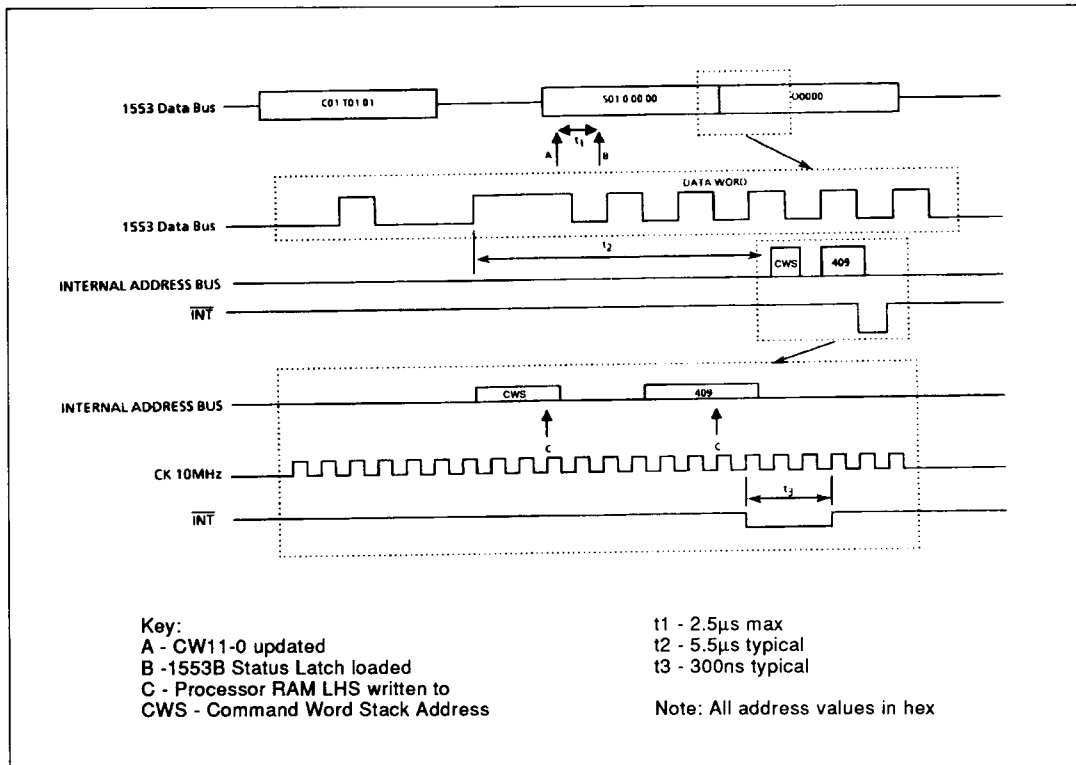 1553 Data Bus
C01 T01 01
S01 0 00 00
D0000
t1
A
B
DATA WORD
1553 Data Bus
t2
CWS
409
INTERNAL ADDRESS BUS
INT
INTERNAL ADDRESS BUS
CWS
409
C
C
CK 10MHz
t3
INT
Key:
A - CW11-0 updated
B -1553B Status Latch loaded
C - Processor RAM LHS written to
CWS - Command Word Stack Address
t1 - 2.5µs max
t2 - 5.5µs typical
t3 - 300ns typical
Note: All address values in hex